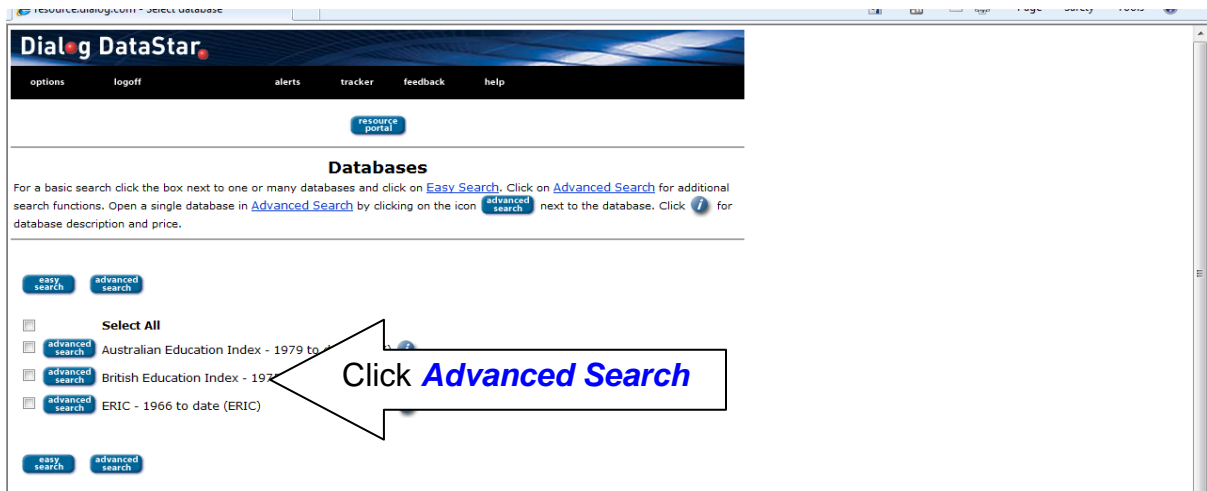 resource.dialog.com - Select database
Page Safety Tools
Dialog DataStar
options logoff alerts tracker feedback help
resource portal
Databases
For a basic search click the box next to one or many databases and click on Easy Search. Click on Advanced Search for additional
search functions. Open a single database in Advanced Search by clicking on the icon advanced search next to the database. Click i for
database description and price.
easy search advanced search
Select All
advanced search Australian Education Index - 1979 to
advanced search British Education Index - 197
advanced search ERIC - 1966 to date (ERIC)
Click Advanced Search
easy search advanced search